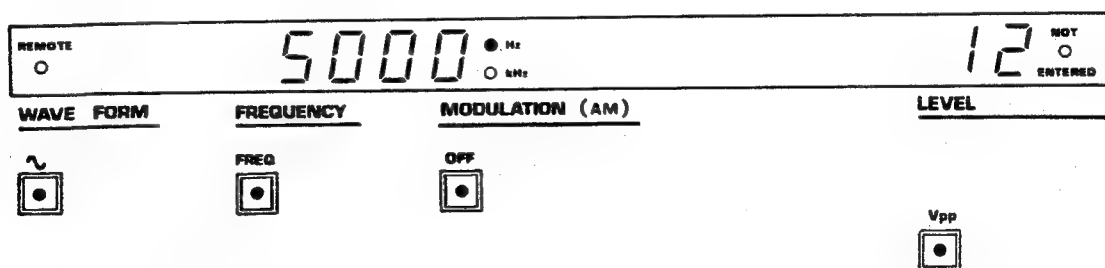 REMOTE 5000 Hz 12 NOT
kHz ENTERED
WAVE FORM FREQUENCY MODULATION (AM) LEVEL
FREQ OFF
Vpp